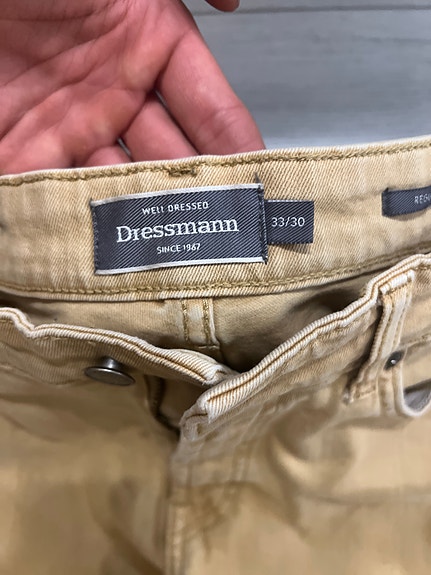 WELL DRESSED
Dressmann
SINCE 1967
33/30